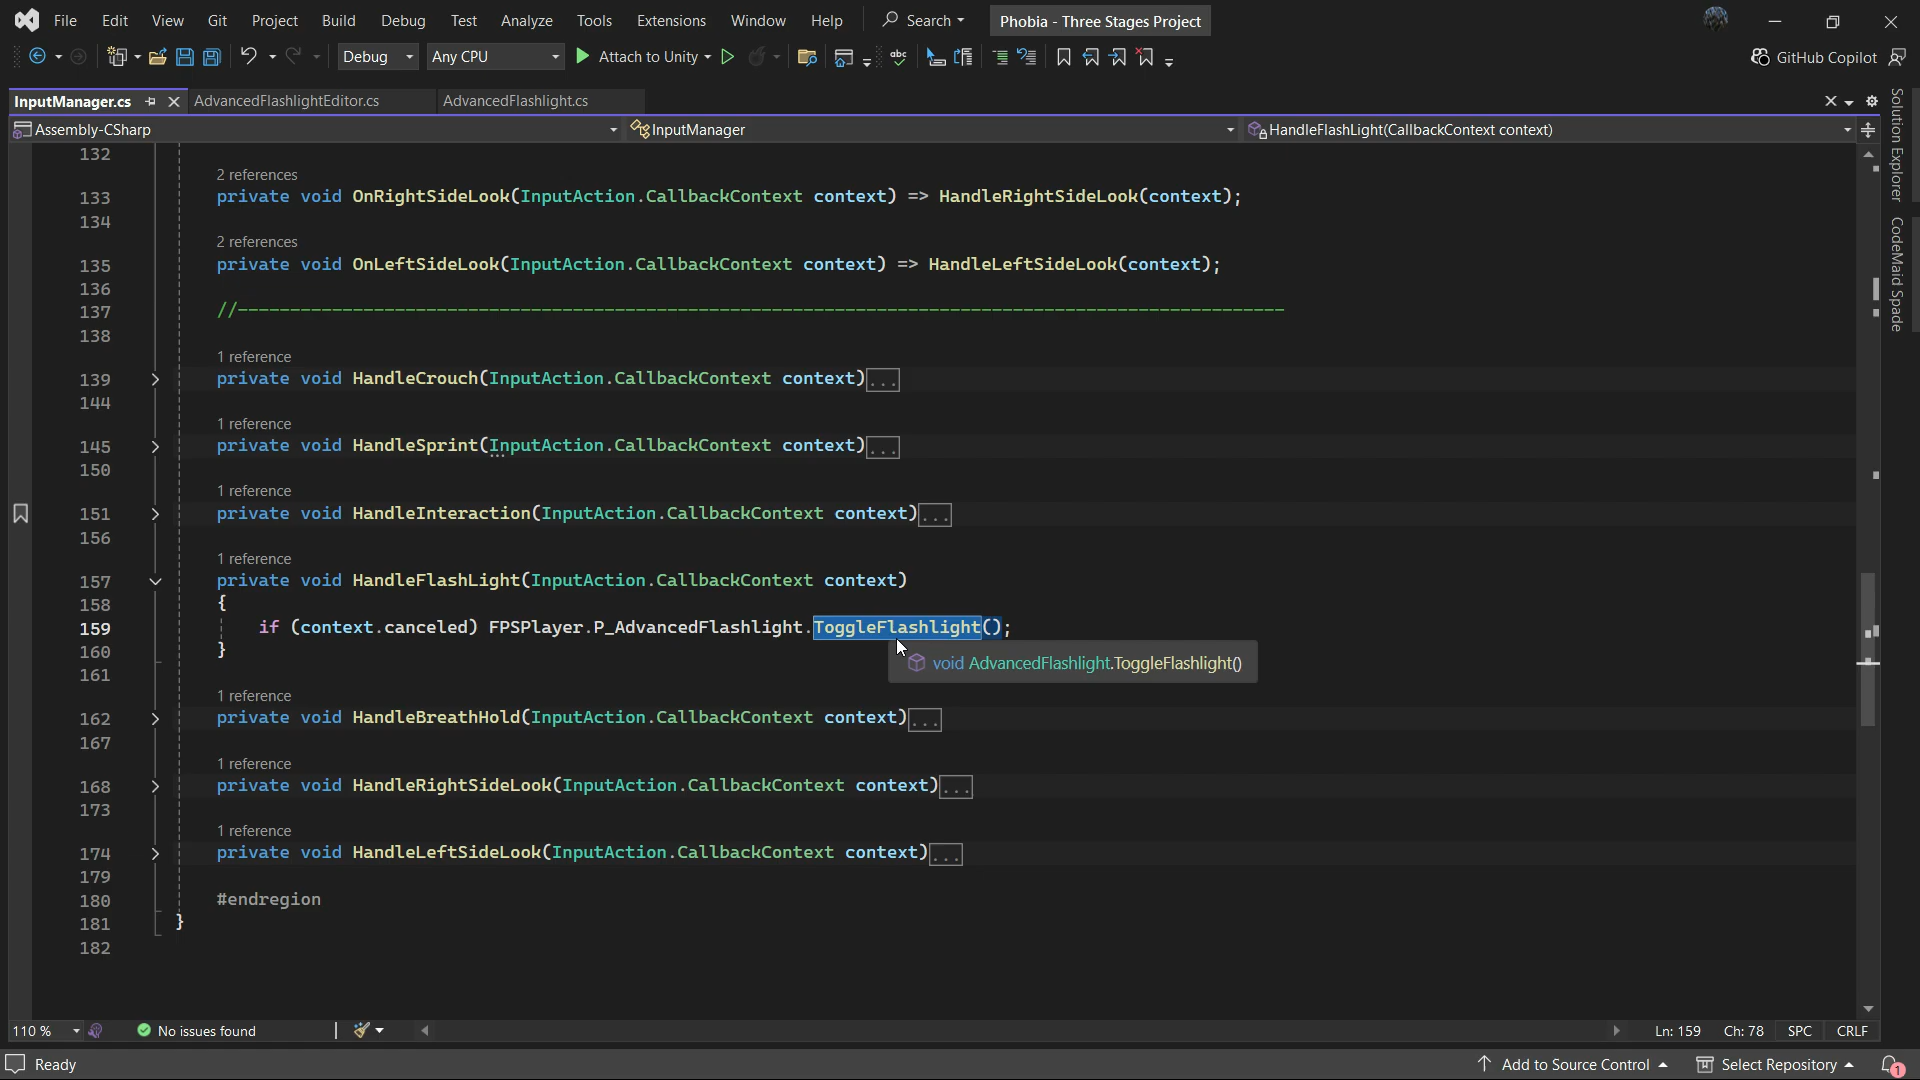 File Edit View Git Project Build Debug Test Analyze Tools Extensions Window Help Search Phobia - Three Stages Project
Debug Any CPU Attach to Unity abc GitHub Copilot
InputManager.cs AdvancedFlashlightEditor.cs AdvancedFlashlight.cs
Assembly-CSharp InputManager HandleFlashLight(CallbackContext context)
Solution Explorer
CodeMaid Spade
132
2 references
133 private void OnRightSideLook(InputAction.CallbackContext context) => HandleRightSideLook(context);
134
2 references
135 private void OnLeftSideLook(InputAction.CallbackContext context) => HandleLeftSideLook(context);
136
137 //----------------------------------------------------------------------------------------------------
138
1 reference
139 private void HandleCrouch(InputAction.CallbackContext context)...
144
1 reference
145 private void HandleSprint(InputAction.CallbackContext context)...
150
1 reference
151 private void HandleInteraction(InputAction.CallbackContext context)...
156
1 reference
157 private void HandleFlashLight(InputAction.CallbackContext context)
158 {
159 if (context.canceled) FPSPlayer.P_AdvancedFlashlight.ToggleFlashlight();
160 }
void AdvancedFlashlight.ToggleFlashlight()
161
1 reference
162 private void HandleBreathHold(InputAction.CallbackContext context)...
167
1 reference
168 private void HandleRightSideLook(InputAction.CallbackContext context)...
173
1 reference
174 private void HandleLeftSideLook(InputAction.CallbackContext context)...
179
180 #endregion
181 }
182
110 % No issues found Ln: 159 Ch: 78 SPC CRLF
Ready Add to Source Control Select Repository 1